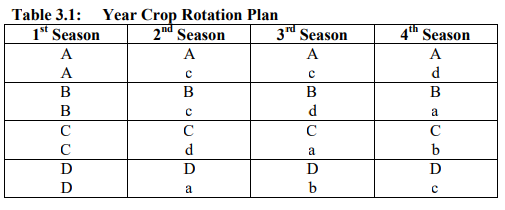 Table 3.1: Year Crop Rotation Plan
1st Season 2nd Season 3rd Season 4th Season
A A A A
A c c d
B B B B
B c d a
C C C C
C d a b
D D D D
D a b c